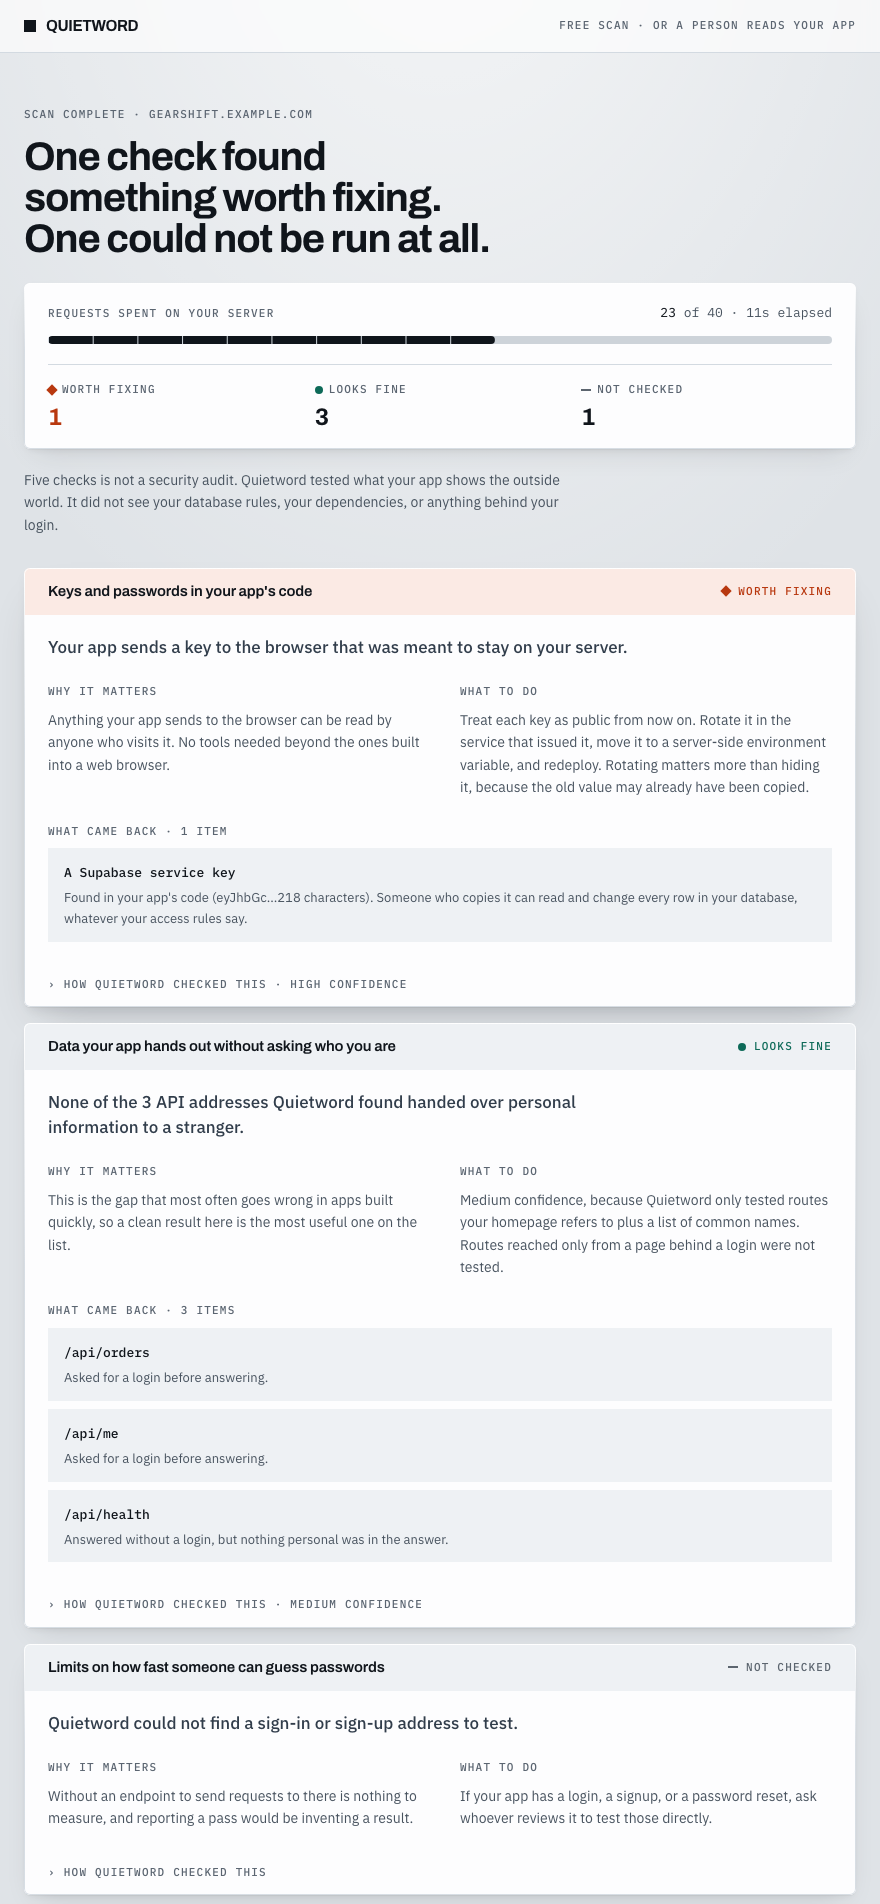 QUIETWORD
FREE SCAN · OR A PERSON READS YOUR APP
SCAN COMPLETE · GEARSHIFT.EXAMPLE.COM
One check found
something worth fixing.
One could not be run at all.
REQUESTS SPENT ON YOUR SERVER
23 of 40 · 11s elapsed
WORTH FIXING
1
LOOKS FINE
3
NOT CHECKED
1
Five checks is not a security audit. Quietword tested what your app shows the outside
world. It did not see your database rules, your dependencies, or anything behind your
login.
Keys and passwords in your app's code
WORTH FIXING
Your app sends a key to the browser that was meant to stay on your server.
WHY IT MATTERS
Anything your app sends to the browser can be read by
anyone who visits it. No tools needed beyond the ones built
into a web browser.
WHAT TO DO
Treat each key as public from now on. Rotate it in the
service that issued it, move it to a server-side environment
variable, and redeploy. Rotating matters more than hiding
it, because the old value may already have been copied.
WHAT CAME BACK · 1 ITEM
A Supabase service key
Found in your app's code (eyJhbGc…218 characters). Someone who copies it can read and change every row in your database,
whatever your access rules say.
› HOW QUIETWORD CHECKED THIS · HIGH CONFIDENCE
Data your app hands out without asking who you are
LOOKS FINE
None of the 3 API addresses Quietword found handed over personal
information to a stranger.
WHY IT MATTERS
This is the gap that most often goes wrong in apps built
quickly, so a clean result here is the most useful one on the
list.
WHAT TO DO
Medium confidence, because Quietword only tested routes
your homepage refers to plus a list of common names.
Routes reached only from a page behind a login were not
tested.
WHAT CAME BACK · 3 ITEMS
/api/orders
Asked for a login before answering.
/api/me
Asked for a login before answering.
/api/health
Answered without a login, but nothing personal was in the answer.
› HOW QUIETWORD CHECKED THIS · MEDIUM CONFIDENCE
Limits on how fast someone can guess passwords
NOT CHECKED
Quietword could not find a sign-in or sign-up address to test.
WHY IT MATTERS
Without an endpoint to send requests to there is nothing to
measure, and reporting a pass would be inventing a result.
WHAT TO DO
If your app has a login, a signup, or a password reset, ask
whoever reviews it to test those directly.
› HOW QUIETWORD CHECKED THIS